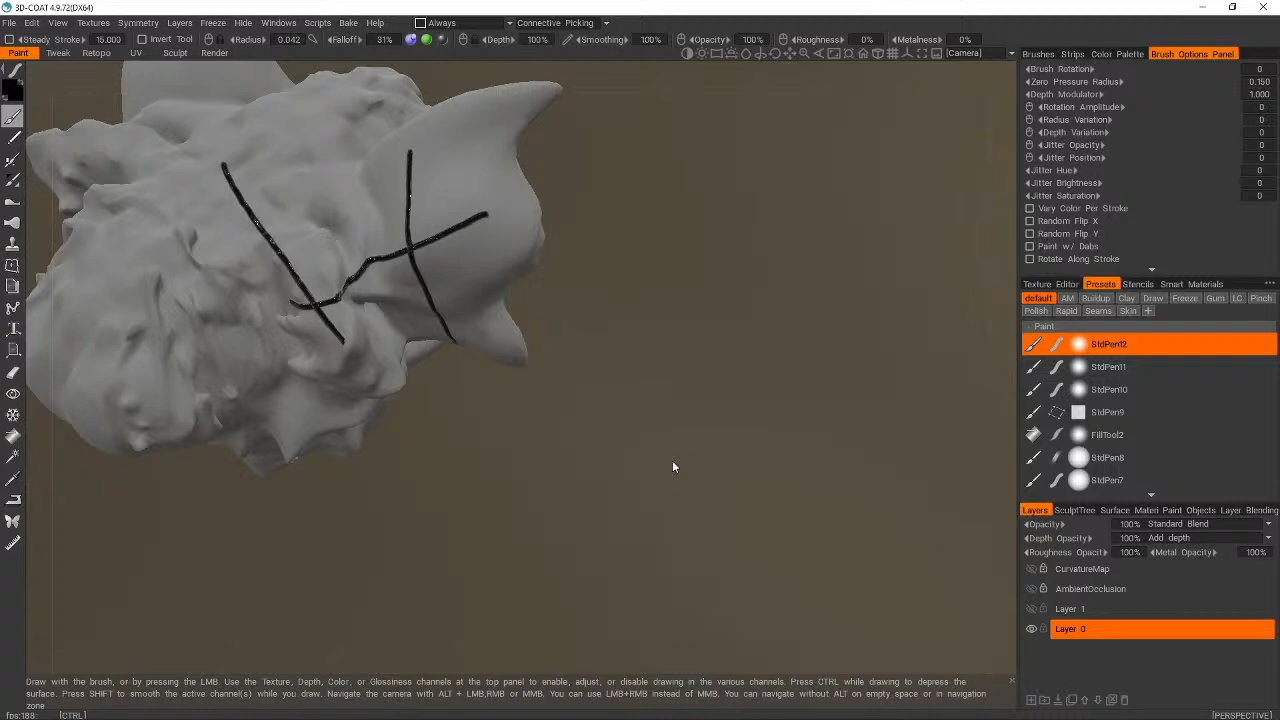 3D-COAT 4.9.72(DX64)
File Edit View Textures Symmetry Layers Freeze Hide Windows Scripts Bake Help Always Connective Picking
Steady Stroke 15.000 Invert Tool Radius 0.042 Falloff 31% Depth 100% Smoothing 100% Opacity 100% Roughness 0% Metalness 0%
Paint Tweak Retopo UV Sculpt Render [Camera]
Brushes Strips Color Palette Brush Options Panel
Brush Rotation 0
Zero Pressure Radius 0.150
Depth Modulator 1.000
Rotation Amplitude 0
Radius Variation 0
Depth Variation 0
Jitter Opacity 0
Jitter Position 0
Jitter Hue 0
Jitter Brightness 0
Jitter Saturation 0
Vary Color Per Stroke
Random Flip X
Random Flip Y
Paint w/ Dabs
Rotate Along Stroke
Texture Editor Presets Stencils Smart Materials
default AM Buildup Clay Draw Freeze Gum LC Pinch
Polish Rapid Seams Skin +
- Paint
StdPen12
StdPen11
StdPen10
StdPen9
FillTool2
StdPen8
StdPen7
Layers SculptTree Surface Materi Paint Objects Layer Blending
Opacity 100% Standard Blend
Depth Opacity 100% Add depth
Roughness Opacit 100% Metal Opacity 100%
CurvatureMap
AmbientOcclusion
Layer 1
Layer 0
Draw with the brush, or by pressing the LMB. Use the Texture, Depth, Color, or Glossiness channels at the top panel to enable, adjust, or disable drawing in the various channels. Press CTRL while drawing to depress the
surface. Press SHIFT to smooth the active channel(s) while you draw. Navigate the camera with ALT + LMB,RMB or MMB. You can use LMB+RMB instead of MMB. You can navigate without ALT on empty space or in navigation
zone
fps:188; [CTRL] [PERSPECTIVE]